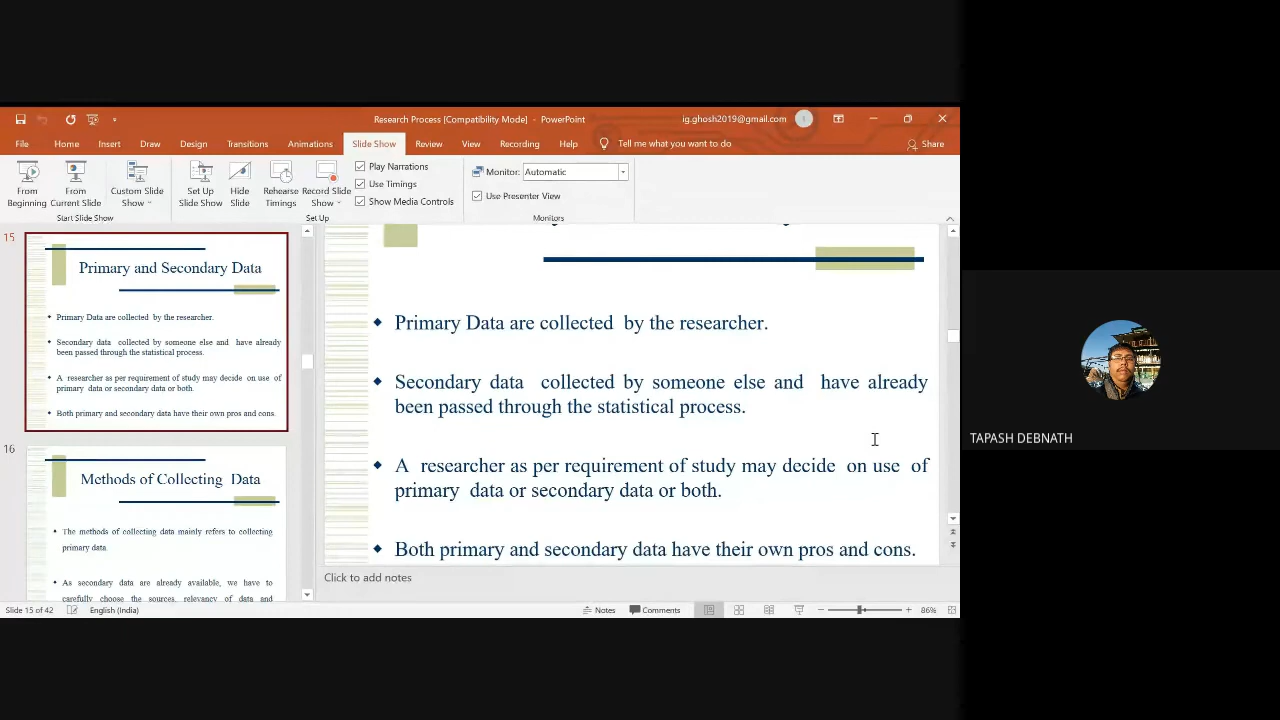 Research Process [Compatibility Mode] - PowerPoint
ig.ghosh2019@gmail.com
File Home Insert Draw Design Transitions Animations Slide Show Review View Recording Help Tell me what you want to do Share
From Beginning
From Current Slide
Custom Slide Show
Start Slide Show
Set Up Slide Show
Hide Slide
Rehearse Timings
Record Slide Show
Play Narrations
Use Timings
Show Media Controls
Set Up
Monitor: Automatic
Use Presenter View
Monitors
15
Primary and Secondary Data
Primary Data are collected by the researcher.
Secondary data collected by someone else and have already
been passed through the statistical process.
A researcher as per requirement of study may decide on use of
primary data or secondary data or both.
Both primary and secondary data have their own pros and cons.
16
Methods of Collecting Data
The methods of collecting data mainly refers to collecting
primary data.
As secondary data are already available, we have to
carefully choose the sources, relevancy of data and
Primary Data are collected by the researcher.
Secondary data collected by someone else and have already
been passed through the statistical process.
A researcher as per requirement of study may decide on use of
primary data or secondary data or both.
Both primary and secondary data have their own pros and cons.
Click to add notes
Slide 15 of 42 English (India) Notes Comments 86%
TAPASH DEBNATH